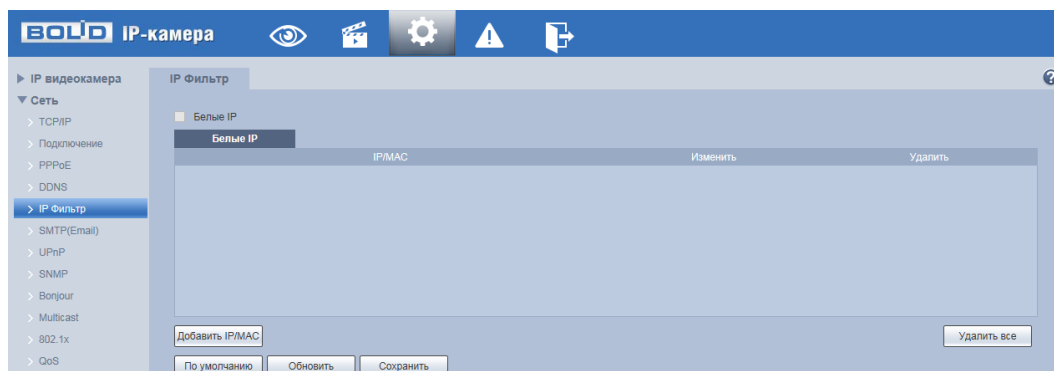 BOLID IP-камера
IP видеокамера
IP Фильтр
Сеть
TCP/IP
Белые IP
Подключение
Белые IP
PPPoE
IP/MAC Изменить Удалить
DDNS
IP Фильтр
SMTP(Email)
UPnP
SNMP
Bonjour
Multicast
802.1x
Добавить IP/MAC Удалить все
QoS
По умолчанию Обновить Сохранить